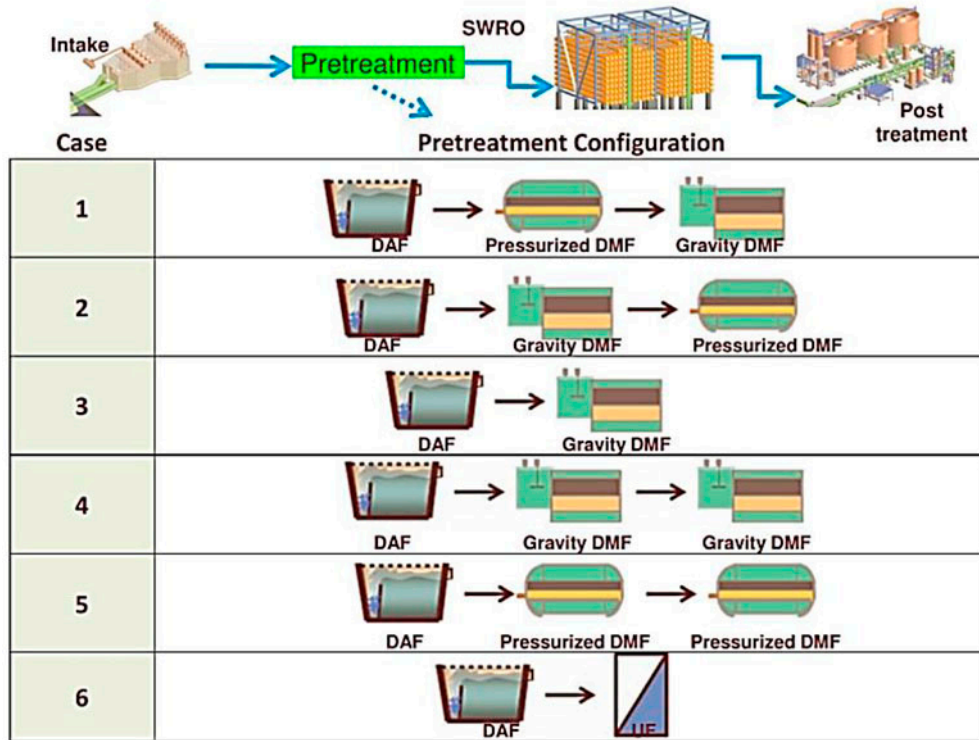 Intake
Pretreatment
SWRO
Post
treatment
Case
Pretreatment Configuration
1
DAF
Pressurized DMF
Gravity DMF
2
DAF
Gravity DMF
Pressurized DMF
3
DAF
Gravity DMF
4
DAF
Gravity DMF
Gravity DMF
5
DAF
Pressurized DMF
Pressurized DMF
6
DAF
UF